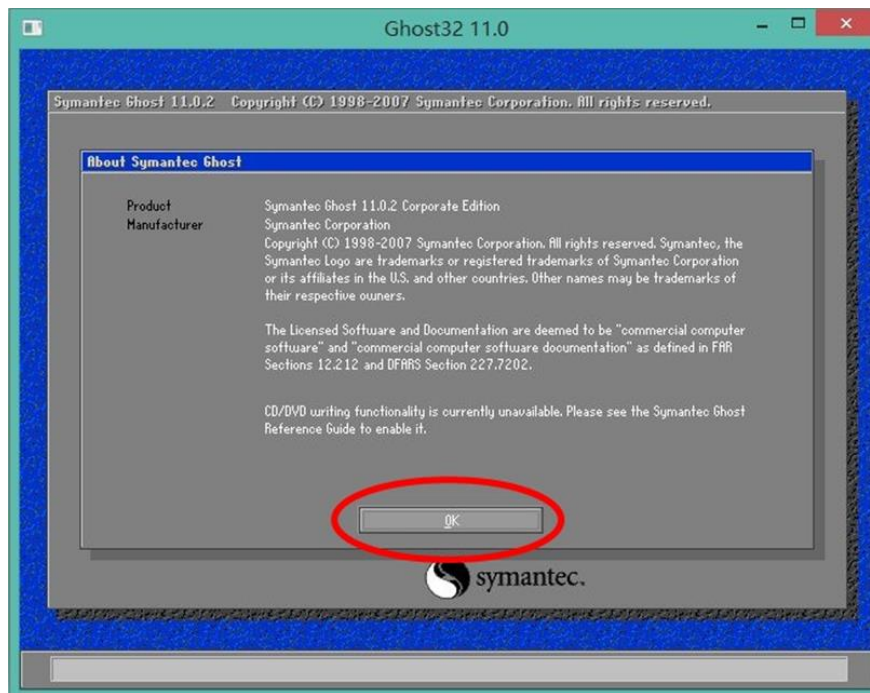 Ghost32 11.0
Symantec Ghost 11.0.2 Copyright (C) 1998-2007 Symantec Corporation. All rights reserved.
About Symantec Ghost
Product Symantec Ghost 11.0.2 Corporate Edition
Manufacturer Symantec Corporation
Copyright (C) 1998-2007 Symantec Corporation. All rights reserved. Symantec, the
Symantec Logo are trademarks or registered trademarks of Symantec Corporation
or its affiliates in the U.S. and other countries. Other names may be trademarks of
their respective owners.
The Licensed Software and Documentation are deemed to be "commercial computer
software" and "commercial computer software documentation" as defined in FAR
Sections 12.212 and DFARS Section 227.7202.
CD/DVD writing functionality is currently unavailable. Please see the Symantec Ghost
Reference Guide to enable it.
OK
symantec.